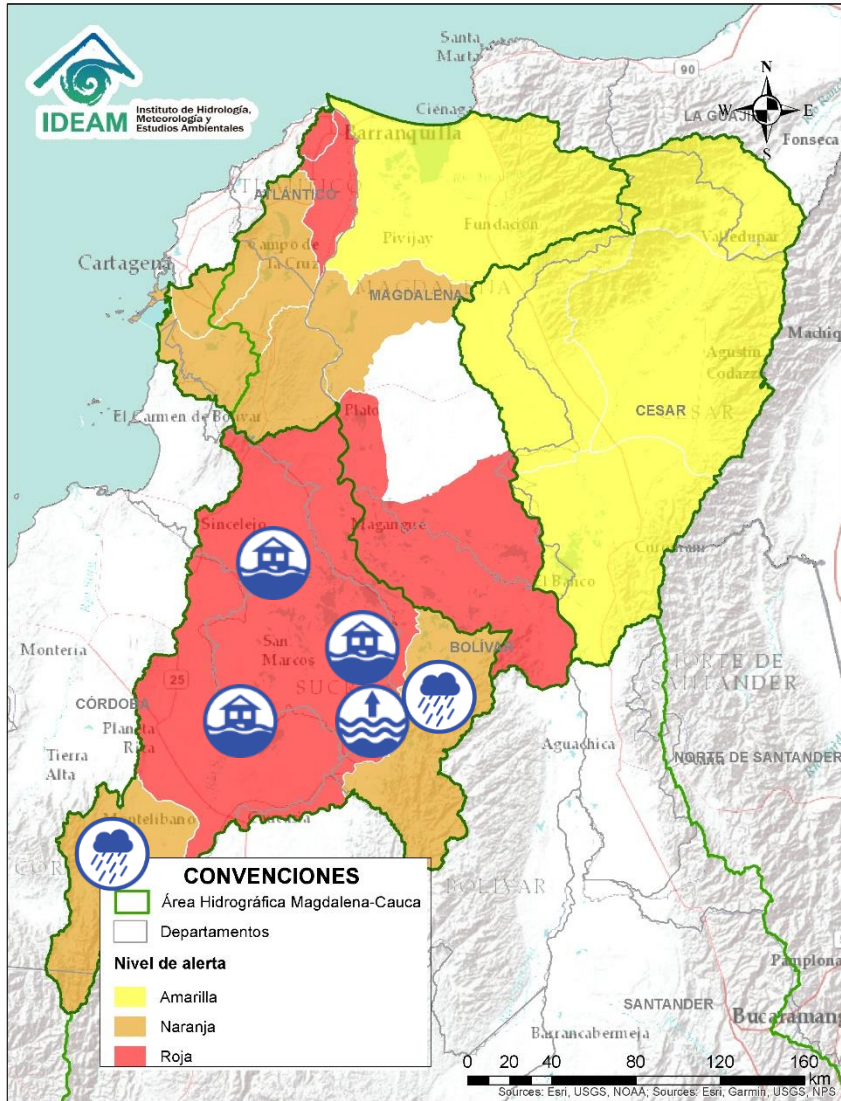 IDEAM
Instituto de Hidrología,
Meteorología y
Estudios Ambientales
Santa
Marta
90
N
W
E
S
Ciénaga
LA GUAJI
Fonseca
Barranquilla
ATLÁNTICO
Pivijay
Fundación
Valledupar
Campo de
la Cruz
Cartagena
MAGDALENA
Machiq
Agustín
Codazzi
El Carmen de Bolívar
Plato
CESAR
Sincelejo
Magangué
El Banco
Montería
San
Marcos
BOLÍVAR
NORTE DE
SANTANDER
25
SUCRE
CÓRDOBA
Planeta
Rica
Tierra
Alta
Aguachica
NORTE DE SANTANDER
Montelíbano
BOLÍVAR
CONVENCIONES
Área Hidrográfica Magdalena-Cauca
Departamentos
Nivel de alerta
Amarilla
Naranja
Roja
Pamplona
SANTANDER
Bucaramang
Barrancabermeja
0 20 40 80 120 160
Km
Sources: Esri, USGS, NOAA; Sources: Esri, Garmin, USGS, NPS